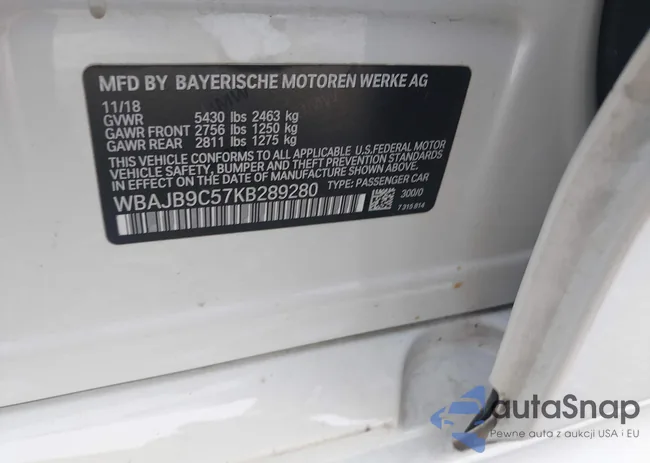 MFD BY BAYERISCHE MOTOREN WERKE AG
11/18
GVWR 5430 lbs 2463 kg
GAWR FRONT 2756 lbs 1250 kg
GAWR REAR 2811 lbs 1275 kg
THIS VEHICLE CONFORMS TO ALL APPLICABLE U.S.FEDERAL MOTOR
VEHICLE SAFETY, BUMPER AND THEFT PREVENTION STANDARDS
IN EFFECT ON THE DATE OF MANUFACTURE SHOWN ABOVE.
WBAJB9C57KB289280 TYPE: PASSENGER CAR
300/0
7 315 814
autaSnap
Pewne auta z aukcji USA i EU